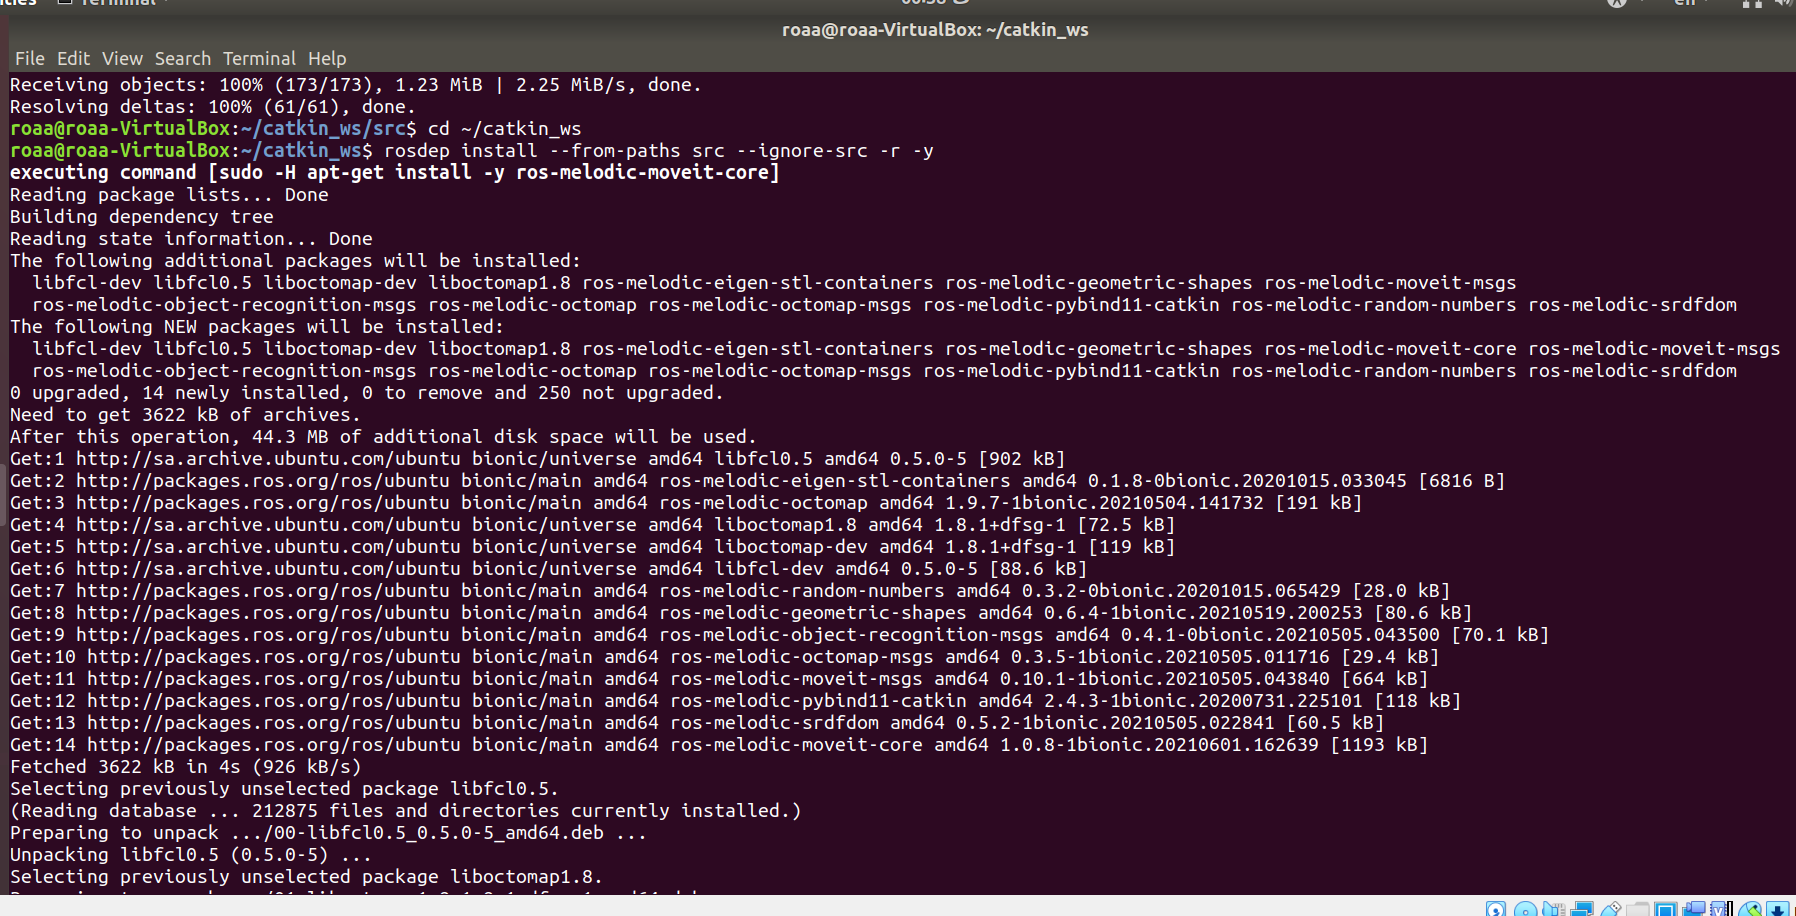 Terminal
roaa@roaa-VirtualBox: ~/catkin_ws
File Edit View Search Terminal Help
Receiving objects: 100% (173/173), 1.23 MiB | 2.25 MiB/s, done.
Resolving deltas: 100% (61/61), done.
roaa@roaa-VirtualBox:~/catkin_ws/src$ cd ~/catkin_ws
roaa@roaa-VirtualBox:~/catkin_ws$ rosdep install --from-paths src --ignore-src -r -y
executing command [sudo -H apt-get install -y ros-melodic-moveit-core]
Reading package lists... Done
Building dependency tree
Reading state information... Done
The following additional packages will be installed:
  libfcl-dev libfcl0.5 liboctomap-dev liboctomap1.8 ros-melodic-eigen-stl-containers ros-melodic-geometric-shapes ros-melodic-moveit-msgs
  ros-melodic-object-recognition-msgs ros-melodic-octomap ros-melodic-octomap-msgs ros-melodic-pybind11-catkin ros-melodic-random-numbers ros-melodic-srdfdom
The following NEW packages will be installed:
  libfcl-dev libfcl0.5 liboctomap-dev liboctomap1.8 ros-melodic-eigen-stl-containers ros-melodic-geometric-shapes ros-melodic-moveit-core ros-melodic-moveit-msgs
  ros-melodic-object-recognition-msgs ros-melodic-octomap ros-melodic-octomap-msgs ros-melodic-pybind11-catkin ros-melodic-random-numbers ros-melodic-srdfdom
0 upgraded, 14 newly installed, 0 to remove and 250 not upgraded.
Need to get 3622 kB of archives.
After this operation, 44.3 MB of additional disk space will be used.
Get:1 http://sa.archive.ubuntu.com/ubuntu bionic/universe amd64 libfcl0.5 amd64 0.5.0-5 [902 kB]
Get:2 http://packages.ros.org/ros/ubuntu bionic/main amd64 ros-melodic-eigen-stl-containers amd64 0.1.8-0bionic.20201015.033045 [6816 B]
Get:3 http://packages.ros.org/ros/ubuntu bionic/main amd64 ros-melodic-octomap amd64 1.9.7-1bionic.20210504.141732 [191 kB]
Get:4 http://sa.archive.ubuntu.com/ubuntu bionic/universe amd64 liboctomap1.8 amd64 1.8.1+dfsg-1 [72.5 kB]
Get:5 http://sa.archive.ubuntu.com/ubuntu bionic/universe amd64 liboctomap-dev amd64 1.8.1+dfsg-1 [119 kB]
Get:6 http://sa.archive.ubuntu.com/ubuntu bionic/universe amd64 libfcl-dev amd64 0.5.0-5 [88.6 kB]
Get:7 http://packages.ros.org/ros/ubuntu bionic/main amd64 ros-melodic-random-numbers amd64 0.3.2-0bionic.20201015.065429 [28.0 kB]
Get:8 http://packages.ros.org/ros/ubuntu bionic/main amd64 ros-melodic-geometric-shapes amd64 0.6.4-1bionic.20210519.200253 [80.6 kB]
Get:9 http://packages.ros.org/ros/ubuntu bionic/main amd64 ros-melodic-object-recognition-msgs amd64 0.4.1-0bionic.20210505.043500 [70.1 kB]
Get:10 http://packages.ros.org/ros/ubuntu bionic/main amd64 ros-melodic-octomap-msgs amd64 0.3.5-1bionic.20210505.011716 [29.4 kB]
Get:11 http://packages.ros.org/ros/ubuntu bionic/main amd64 ros-melodic-moveit-msgs amd64 0.10.1-1bionic.20210505.043840 [664 kB]
Get:12 http://packages.ros.org/ros/ubuntu bionic/main amd64 ros-melodic-pybind11-catkin amd64 2.4.3-1bionic.20200731.225101 [118 kB]
Get:13 http://packages.ros.org/ros/ubuntu bionic/main amd64 ros-melodic-srdfdom amd64 0.5.2-1bionic.20210505.022841 [60.5 kB]
Get:14 http://packages.ros.org/ros/ubuntu bionic/main amd64 ros-melodic-moveit-core amd64 1.0.8-1bionic.20210601.162639 [1193 kB]
Fetched 3622 kB in 4s (926 kB/s)
Selecting previously unselected package libfcl0.5.
(Reading database ... 212875 files and directories currently installed.)
Preparing to unpack .../00-libfcl0.5_0.5.0-5_amd64.deb ...
Unpacking libfcl0.5 (0.5.0-5) ...
Selecting previously unselected package liboctomap1.8.